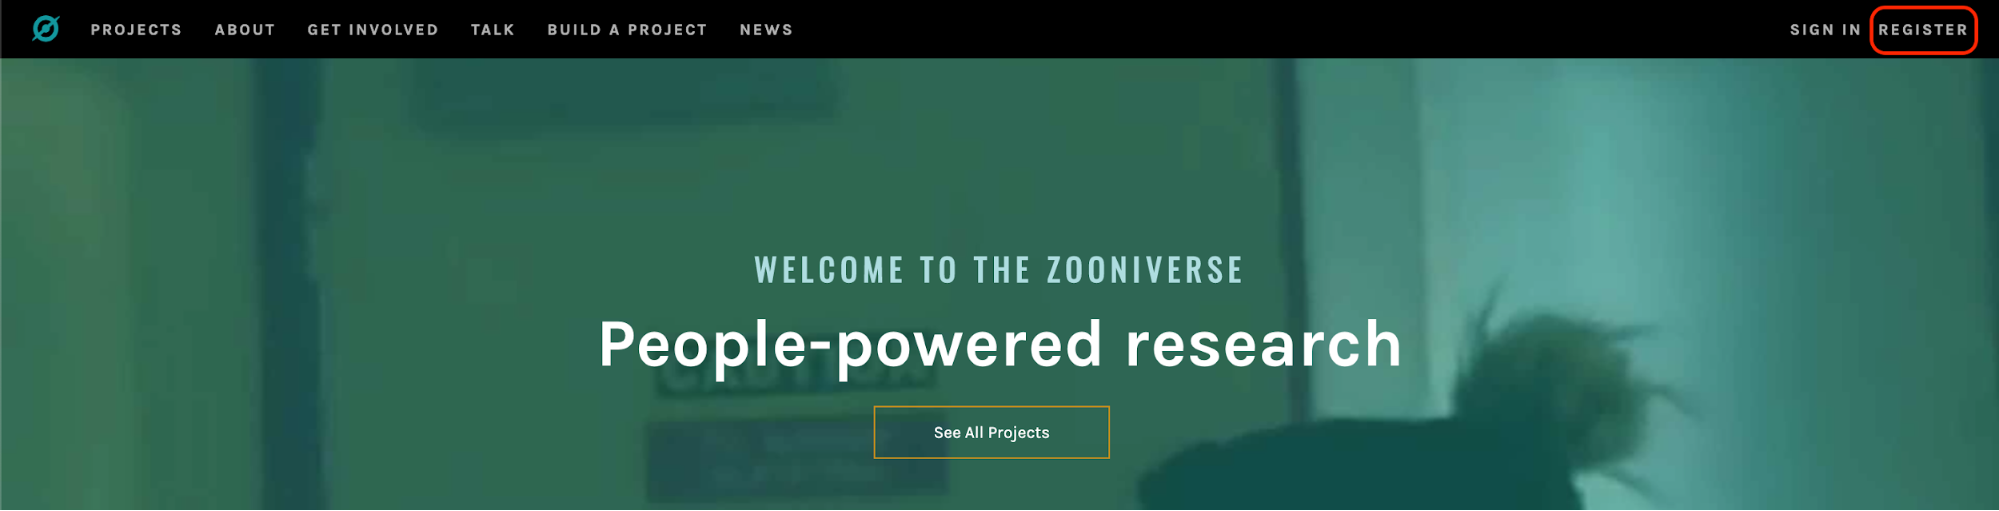 PROJECTS ABOUT GET INVOLVED TALK BUILD A PROJECT NEWS SIGN IN REGISTER
WELCOME TO THE ZOONIVERSE
People-powered research
See All Projects